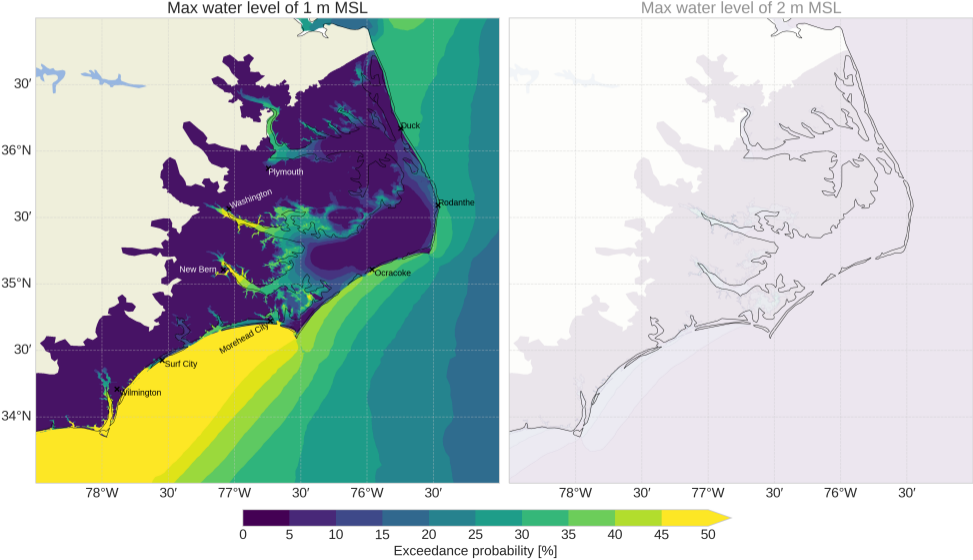 Max water level of 1 m MSL
Max water level of 2 m MSL
30′
36°N
30′
35°N
30′
34°N
Duck
Plymouth
Washington
Rodanthe
New Bern
Ocracoke
Morehead City
Surf City
Wilmington
78°W 30′ 77°W 30′ 76°W 30′
78°W 30′ 77°W 30′ 76°W 30′
0 5 10 15 20 25 30 35 40 45 50
Exceedance probability [%]